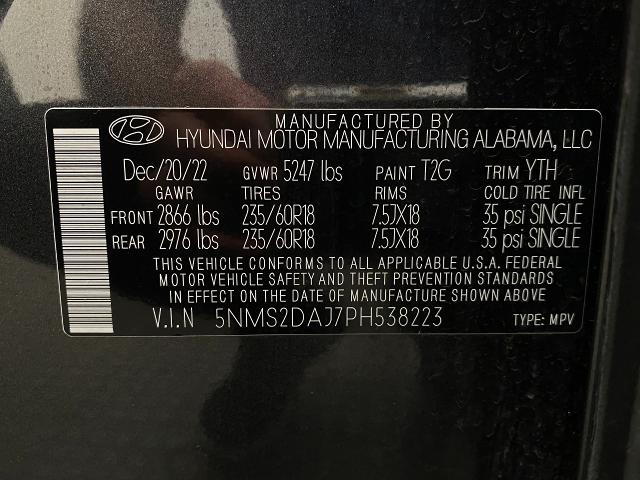 MANUFACTURED BY
HYUNDAI MOTOR MANUFACTURING ALABAMA, LLC
Dec/20/22 GVWR 5247 lbs PAINT T2G TRIM YTH
GAWR TIRES RIMS COLD TIRE INFL
FRONT 2866 lbs 235/60R18 7.5JX18 35 psi SINGLE
REAR 2976 lbs 235/60R18 7.5JX18 35 psi SINGLE
THIS VEHICLE CONFORMS TO ALL APPLICABLE U.S.A. FEDERAL
MOTOR VEHICLE SAFETY AND THEFT PREVENTION STANDARDS
IN EFFECT ON THE DATE OF MANUFACTURE SHOWN ABOVE
V.I.N 5NMS2DAJ7PH538223 TYPE: MPV